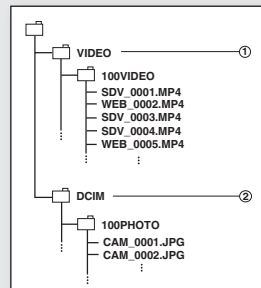 VIDEO ①
100VIDEO
SDV_0001.MP4
WEB_0002.MP4
SDV_0003.MP4
SDV_0004.MP4
WEB_0005.MP4
DCIM ②
100PHOTO
CAM_0001.JPG
CAM_0002.JPG